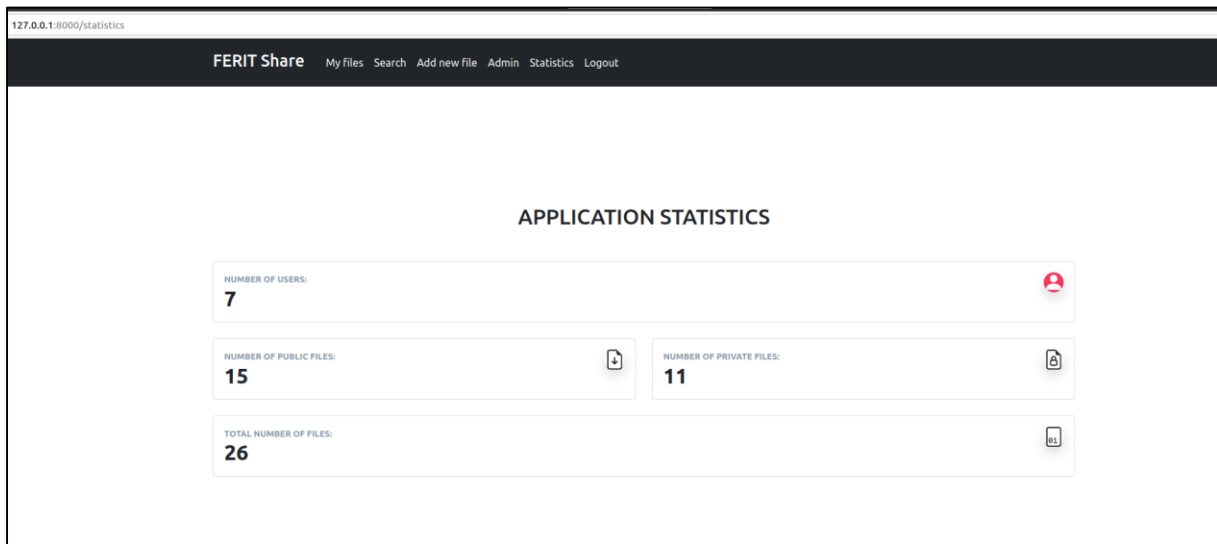 127.0.0.1:8000/statistics
FERIT Share My files Search Add new file Admin Statistics Logout
APPLICATION STATISTICS
NUMBER OF USERS:
7
NUMBER OF PUBLIC FILES:
15
NUMBER OF PRIVATE FILES:
11
TOTAL NUMBER OF FILES:
26
01